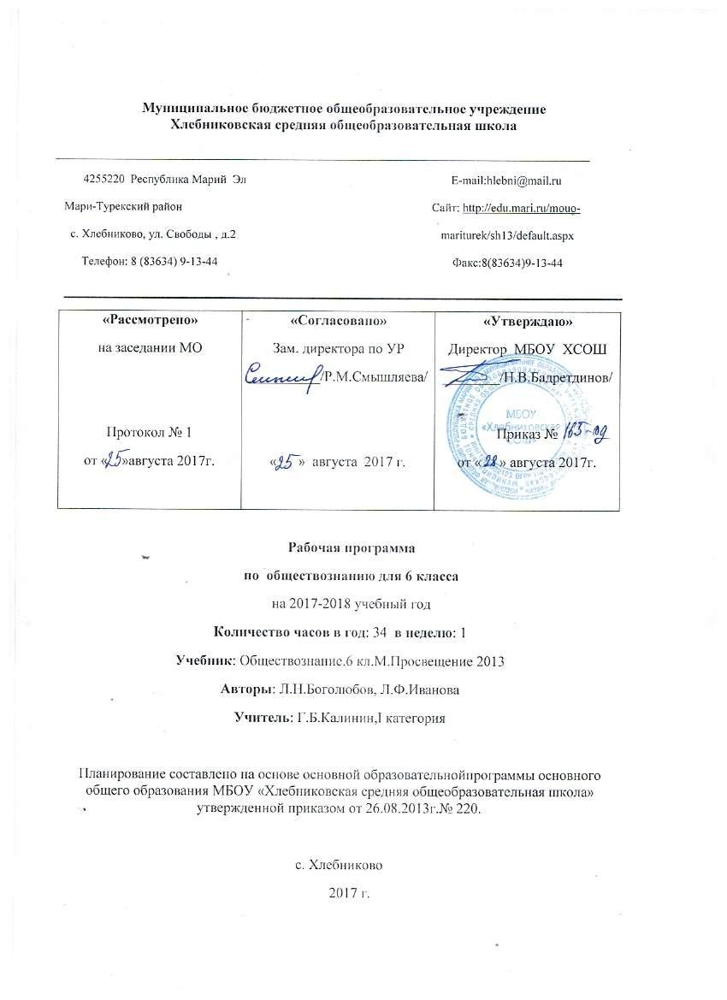 Муниципальное бюджетное общеобразовательное учреждение
Хлебниковская средняя общеобразовательная школа
4255220 Республика Марий Эл
Мари-Турекский район
с. Хлебниково, ул. Свободы , д.2
Телефон: 8 (83634) 9-13-44
E-mail:hlebni@mail.ru
Сайт: http://edu.mari.ru/mouo-
mariturek/sh13/default.aspx
Факс:8(83634)9-13-44
«Рассмотрено»
на заседании МО
Протокол № 1
от «25»августа 2017г.
«Согласовано»
Зам. директора по УР
/Р.М.Смышляева/
«25» августа 2017 г.
«Утверждаю»
Директор МБОУ ХСОШ
/Н.В.Бадретдинов/
МБОУ
«Хлебниковская
Приказ № 165-од
от «28» августа 2017г.
Рабочая программа
по обществознанию для 6 класса
на 2017-2018 учебный год
Количество часов в год: 34 в неделю: 1
Учебник: Обществознание.6 кл.М.Просвещение 2013
Авторы: Л.Н.Боголюбов, Л.Ф.Иванова
Учитель: Г.Б.Калинин,I категория
Планирование составлено на основе основной образовательнойпрограммы основного
общего образования МБОУ «Хлебниковская средняя общеобразовательная школа»
утвержденной приказом от 26.08.2013г.№ 220.
с. Хлебниково
2017 г.